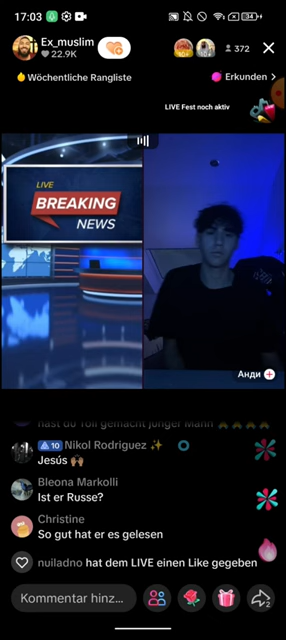 17:03
34
Ex_muslim
22.9K
372
Wöchentliche Rangliste
Erkunden >
LIVE Fest noch aktiv
LIVE
BREAKING
NEWS
Анди
hast du Toll gemacht junger Mann
10 Nikol Rodriguez
Jesús
Bleona Markolli
Ist er Russe?
Christine
So gut hat er es gelesen
nuiladno hat dem LIVE einen Like gegeben
Kommentar hinz...
2